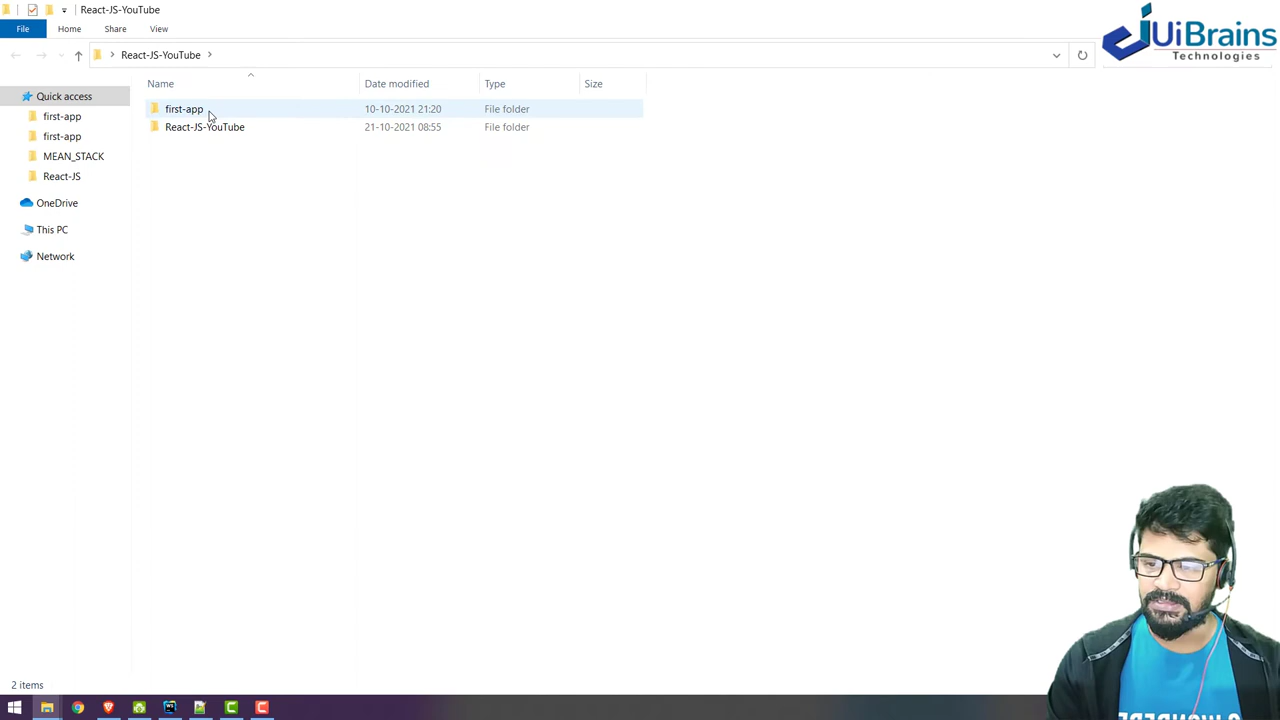 React-JS-YouTube
File Home Share View
React-JS-YouTube
UiBrains
Technologies
Name Date modified Type Size
Quick access
first-app
first-app
MEAN_STACK
React-JS
OneDrive
This PC
Network
first-app 10-10-2021 21:20 File folder
React-JS-YouTube 21-10-2021 08:55 File folder
2 items